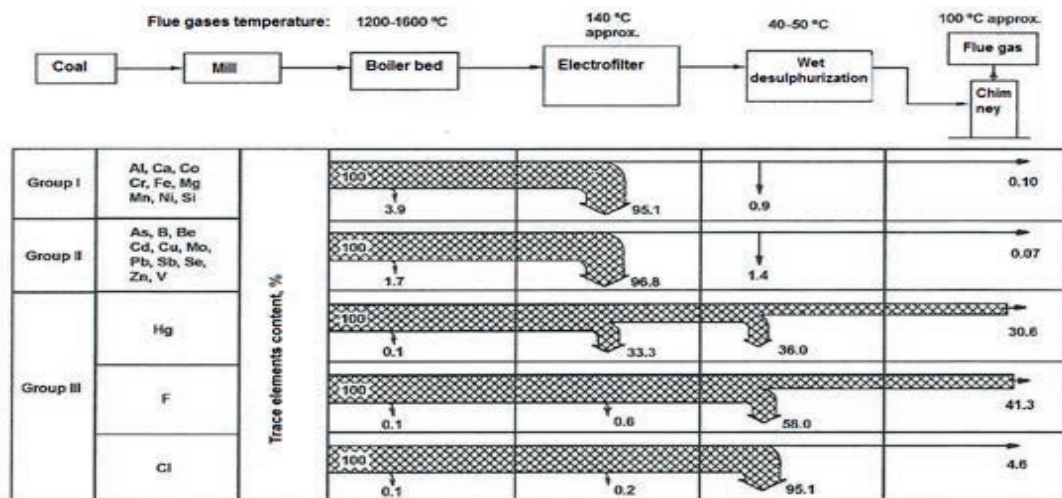 Flue gases temperature: 1200-1600 ºC 140 ºC approx. 40-50 ºC 100 ºC approx.
Coal Mill Boiler bed Electrofilter Wet desulphurization Flue gas
Chim
ney
Trace elements content, %
Group I
Al, Ca, Co
Cr, Fe, Mg
Mn, Ni, Si
100 3.9 95.1 0.9 0.10
Group II
As, B, Be
Cd, Cu, Mo,
Pb, Sb, Se,
Zn, V
100 1.7 96.8 1.4 0.07
Group III
Hg
100 0.1 33.3 36.0 30.6
F
100 0.1 0.6 58.0 41.3
Cl
100 0.1 0.2 95.1 4.6